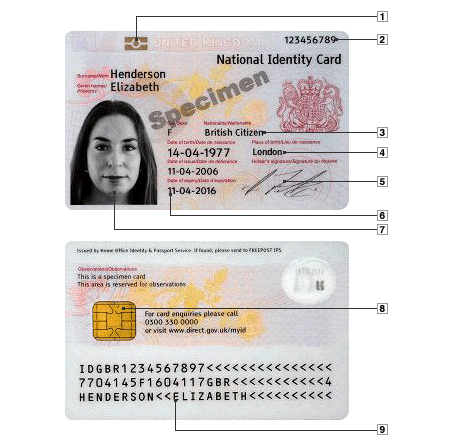 1
UNITED KINGDOM
123456789
2
National Identity Card
Surname/Nom
Henderson
Given names/
Prénoms
Elizabeth
Specimen
Sex/Sexe
Nationality/Nationalité
F
British Citizen
3
Date of birth/Date de naissance
Place of birth/Lieu de naissance
14-04-1977
London
4
Date of issue/Date de délivrance
Holder's signature/Signature du titulaire
11-04-2006
5
Date of expiry/Date d'expiration
11-04-2016
6
7
Issued by Home Office Identity & Passport Service. If found, please send to FREEPOST IPS
Observations/Observations
This is a specimen card
This area is reserved for observations
For card enquiries please call
0300 330 0000
or visit www.direct.gov.uk/myid
8
IDGBR1234567897<<<<<<<<<<<<<<<
7704145F1604117GBR<<<<<<<<<<<4
HENDERSON<<ELIZABETH<<<<<<<<<<
9